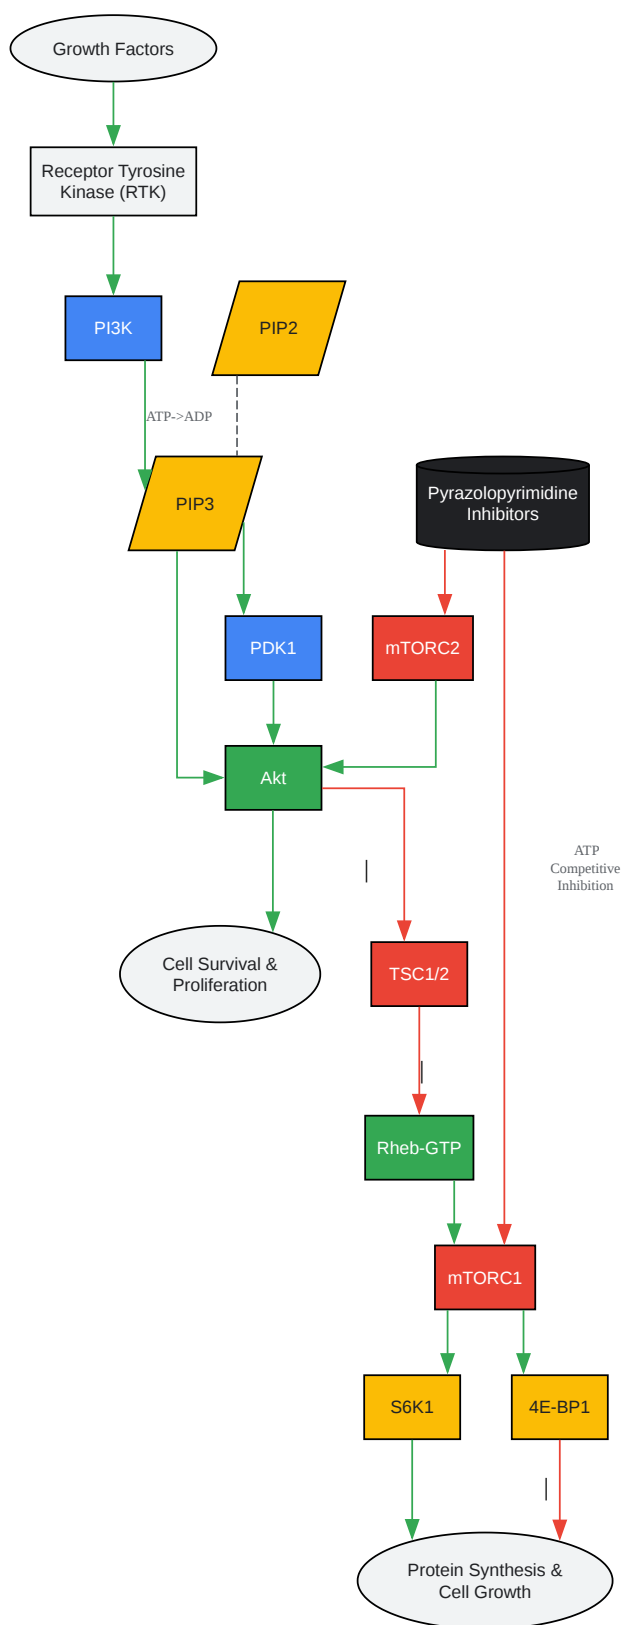 Growth Factors
Receptor Tyrosine
Kinase (RTK)
PI3K
PIP2
ATP->ADP
PIP3
Pyrazolopyrimidine
Inhibitors
PDK1
mTORC2
Akt
ATP
Competitive
Inhibition
|
Cell Survival &
Proliferation
TSC1/2
|
Rheb-GTP
mTORC1
S6K1
4E-BP1
|
Protein Synthesis &
Cell Growth